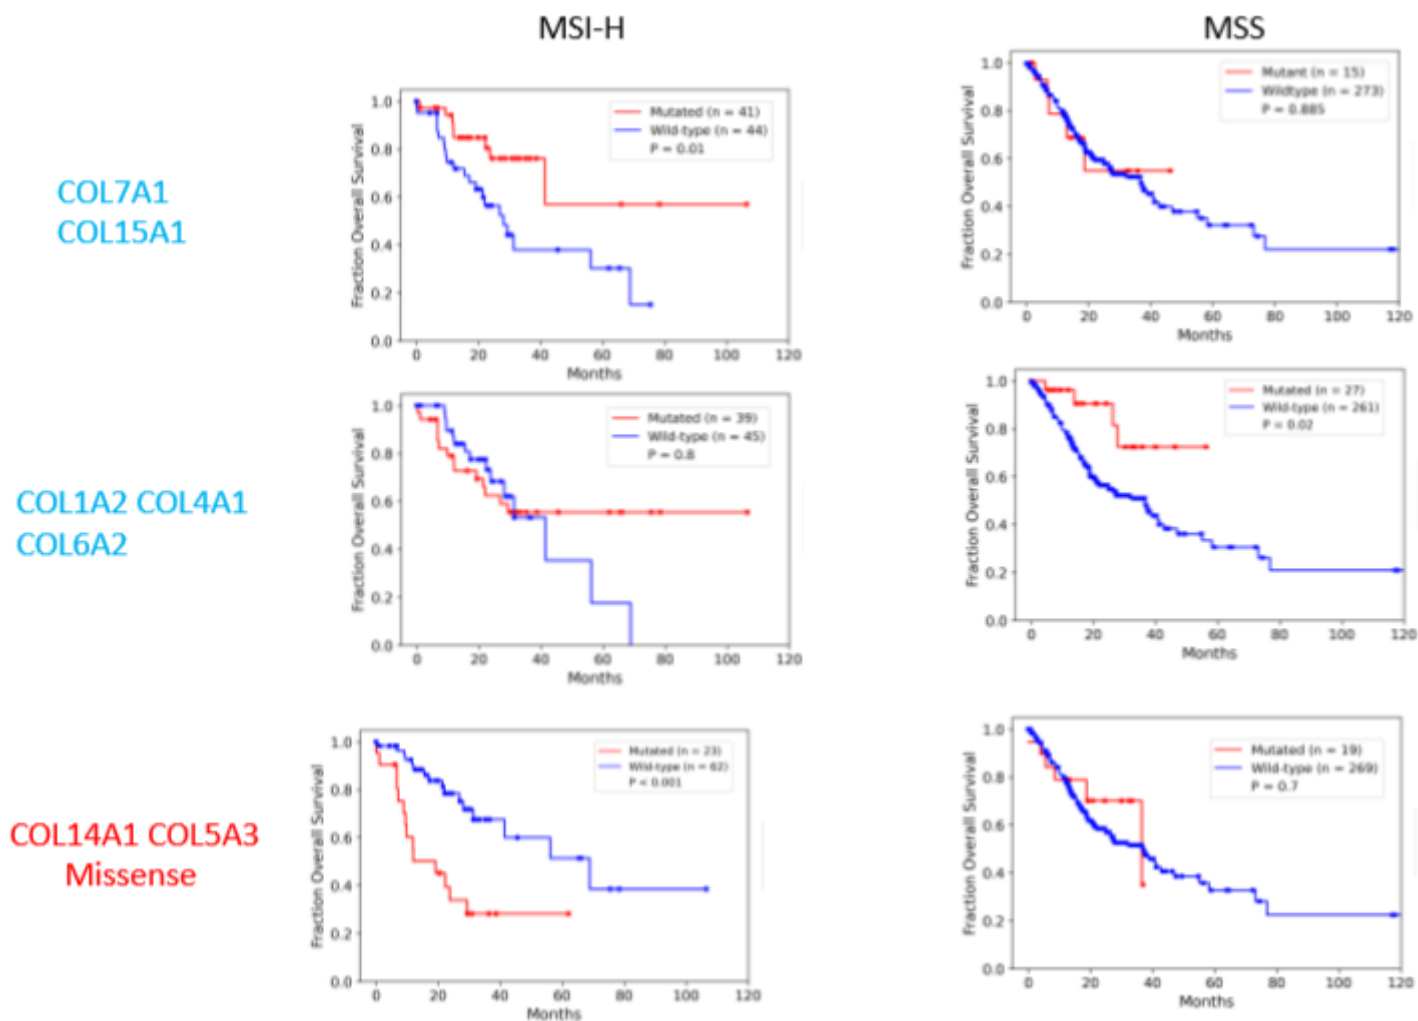 MSI-H
MSS
COL7A1
COL15A1
Fraction Overall Survival
1.0
0.8
0.6
0.4
0.2
0.0
Mutated (n = 41)
Wild-type (n = 44)
P = 0.01
0 20 40 60 80 100 120
Months
Fraction Overall Survival
1.0
0.8
0.6
0.4
0.2
0.0
Mutant (n = 15)
Wildtype (n = 273)
P = 0.885
0 20 40 60 80 100 120
Months
COL1A2 COL4A1
COL6A2
Fraction Overall Survival
1.0
0.8
0.6
0.4
0.2
0.0
Mutated (n = 39)
Wild-type (n = 45)
P = 0.8
0 20 40 60 80 100 120
Months
Fraction Overall Survival
1.0
0.8
0.6
0.4
0.2
0.0
Mutated (n = 27)
Wild-type (n = 261)
P = 0.02
0 20 40 60 80 100 120
Months
COL14A1 COL5A3
Missense
Fraction Overall Survival
1.0
0.8
0.6
0.4
0.2
0.0
Mutated (n = 23)
Wild-type (n = 62)
P < 0.001
0 20 40 60 80 100 120
Months
Fraction Overall Survival
1.0
0.8
0.6
0.4
0.2
0.0
Mutated (n = 19)
Wild-type (n = 269)
P = 0.7
0 20 40 60 80 100 120
Months